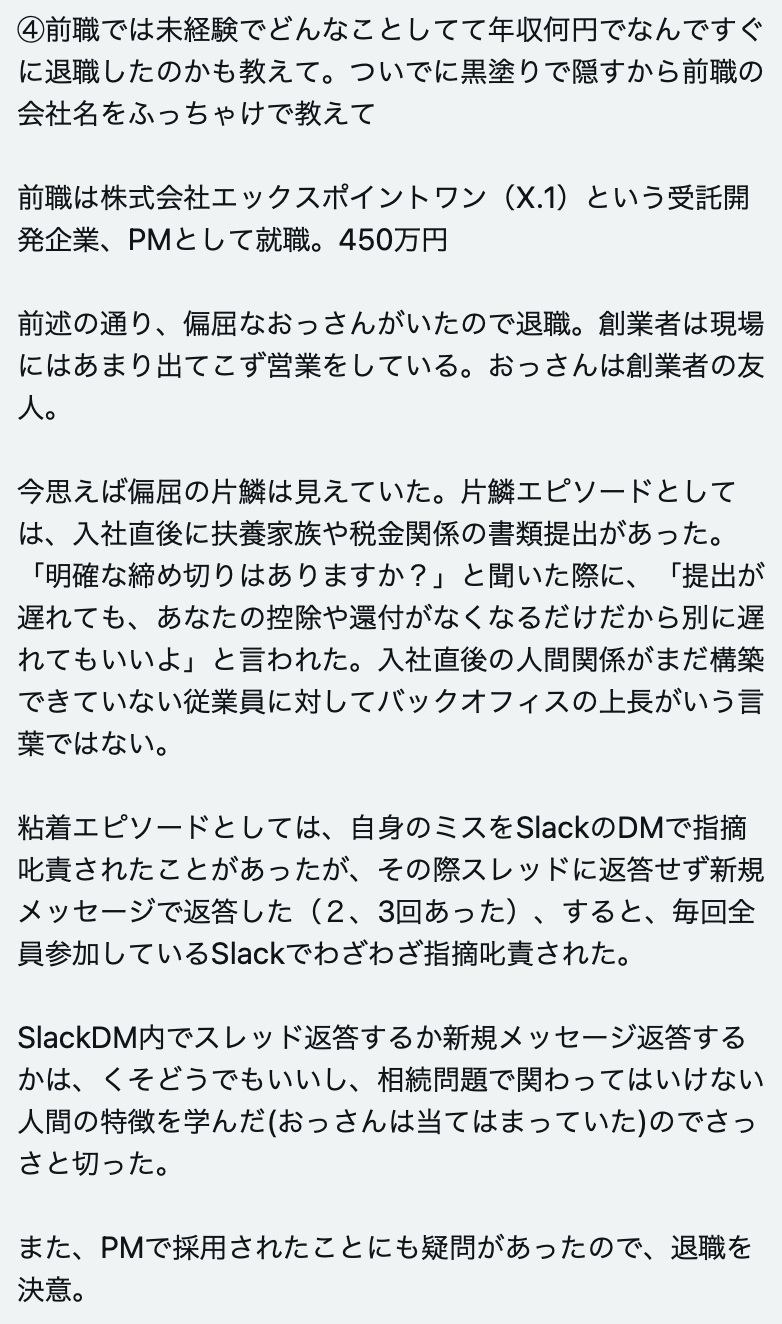 ④前職では未経験でどんなことしてて年収何円でなんですぐ
に退職したのかも教えて。ついでに黒塗りで隠すから前職の
会社名をふっちゃけで教えて
前職は株式会社エックスポイントワン（X.1）という受託開
発企業、PMとして就職。450万円
前述の通り、偏屈なおっさんがいたので退職。創業者は現場
にはあまり出てこず営業をしている。おっさんは創業者の友
人。
今思えば偏屈の片鱗は見えていた。片鱗エピソードとして
は、入社直後に扶養家族や税金関係の書類提出があった。
「明確な締め切りはありますか？」と聞いた際に、「提出が
遅れても、あなたの控除や還付がなくなるだけだから別に遅
れてもいいよ」と言われた。入社直後の人間関係がまだ構築
できていない従業員に対してバックオフィスの上長がいう言
葉ではない。
粘着エピソードとしては、自身のミスをSlackのDMで指摘
叱責されたことがあったが、その際スレッドに返答せず新規
メッセージで返答した（２、3回あった）、すると、毎回全
員参加しているSlackでわざわざ指摘叱責された。
SlackDM内でスレッド返答するか新規メッセージ返答する
かは、くそどうでもいいし、相続問題で関わってはいけない
人間の特徴を学んだ(おっさんは当てはまっていた)のでさっ
さと切った。
また、PMで採用されたことにも疑問があったので、退職を
決意。